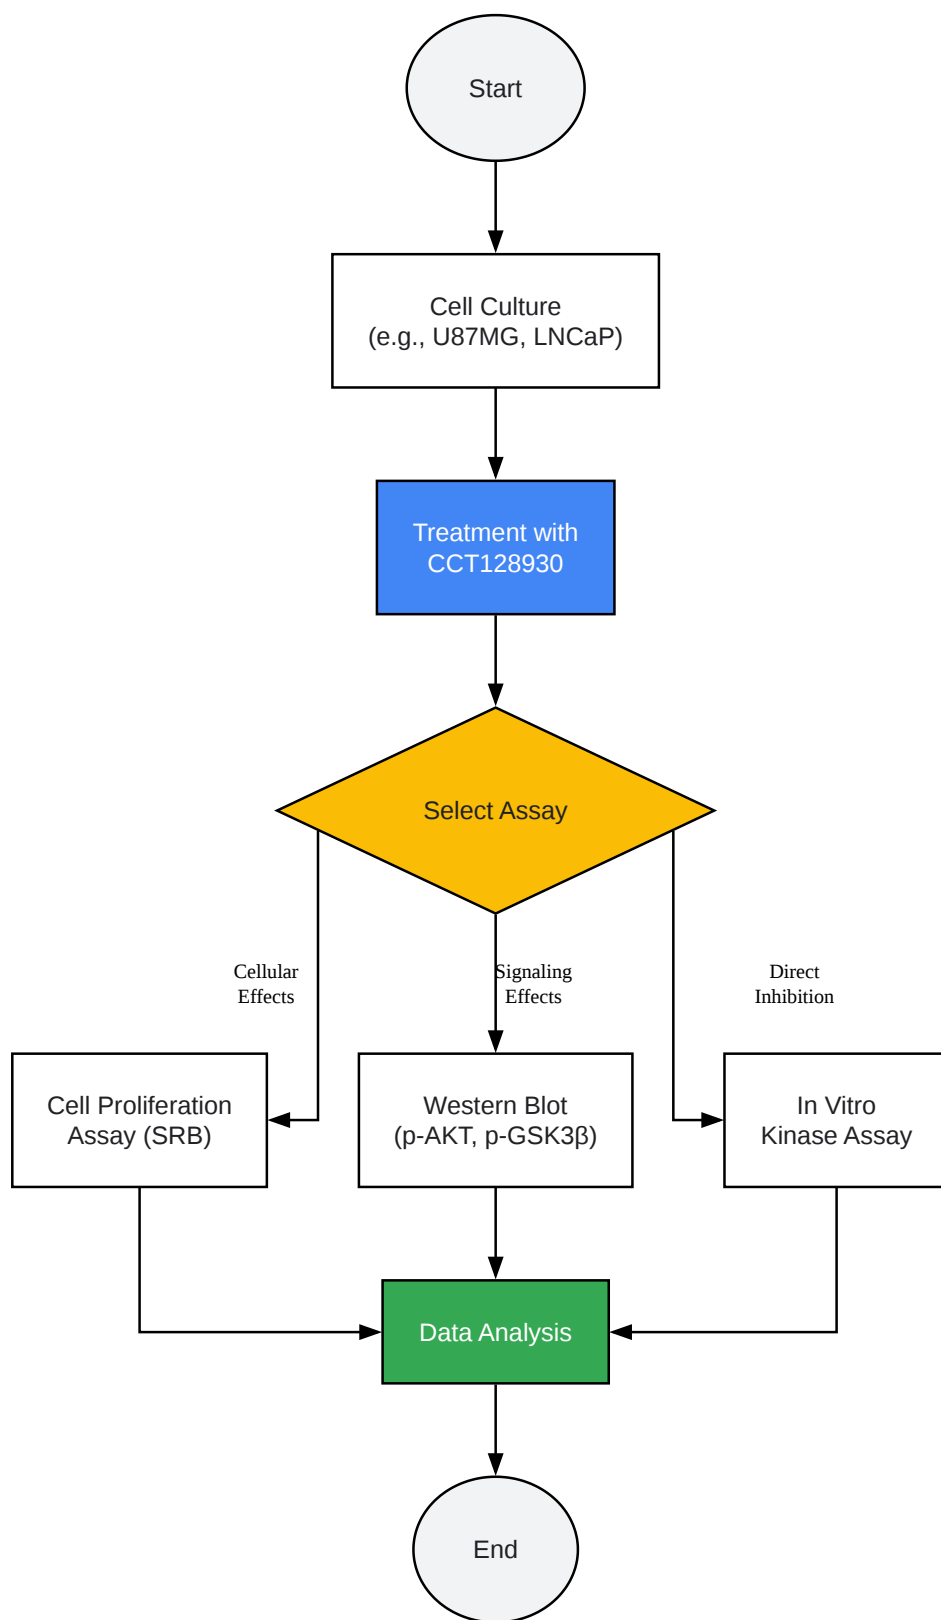 Start
Cell Culture
(e.g., U87MG, LNCaP)
Treatment with
CCT128930
Select Assay
Cellular
Effects
Signaling
Effects
Direct
Inhibition
Cell Proliferation
Assay (SRB)
Western Blot
(p-AKT, p-GSK3β)
In Vitro
Kinase Assay
Data Analysis
End